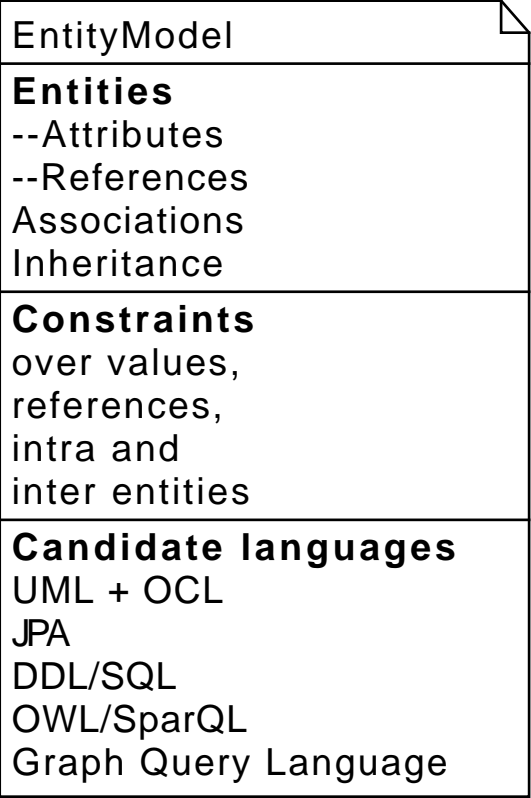 EntityModel
Entities
--Attributes
--References
Associations
Inheritance
Constraints
over values,
references,
intra and
inter entities
Candidate languages
UML + OCL
JPA
DDL/SQL
OWL/SparQL
Graph Query Language